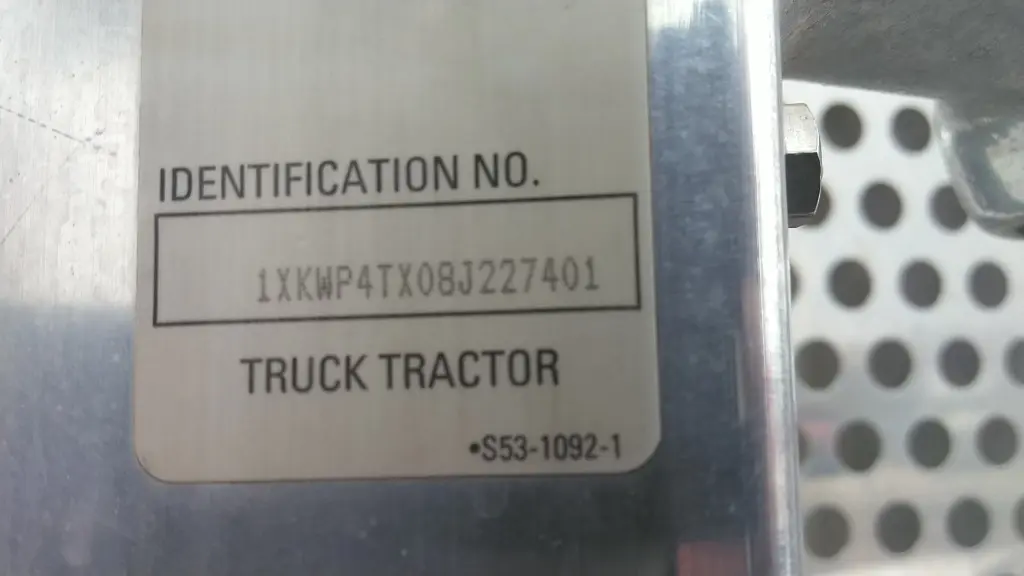 IDENTIFICATION NO.
1XKWP4TX08J227401
TRUCK TRACTOR
•S53-1092-1